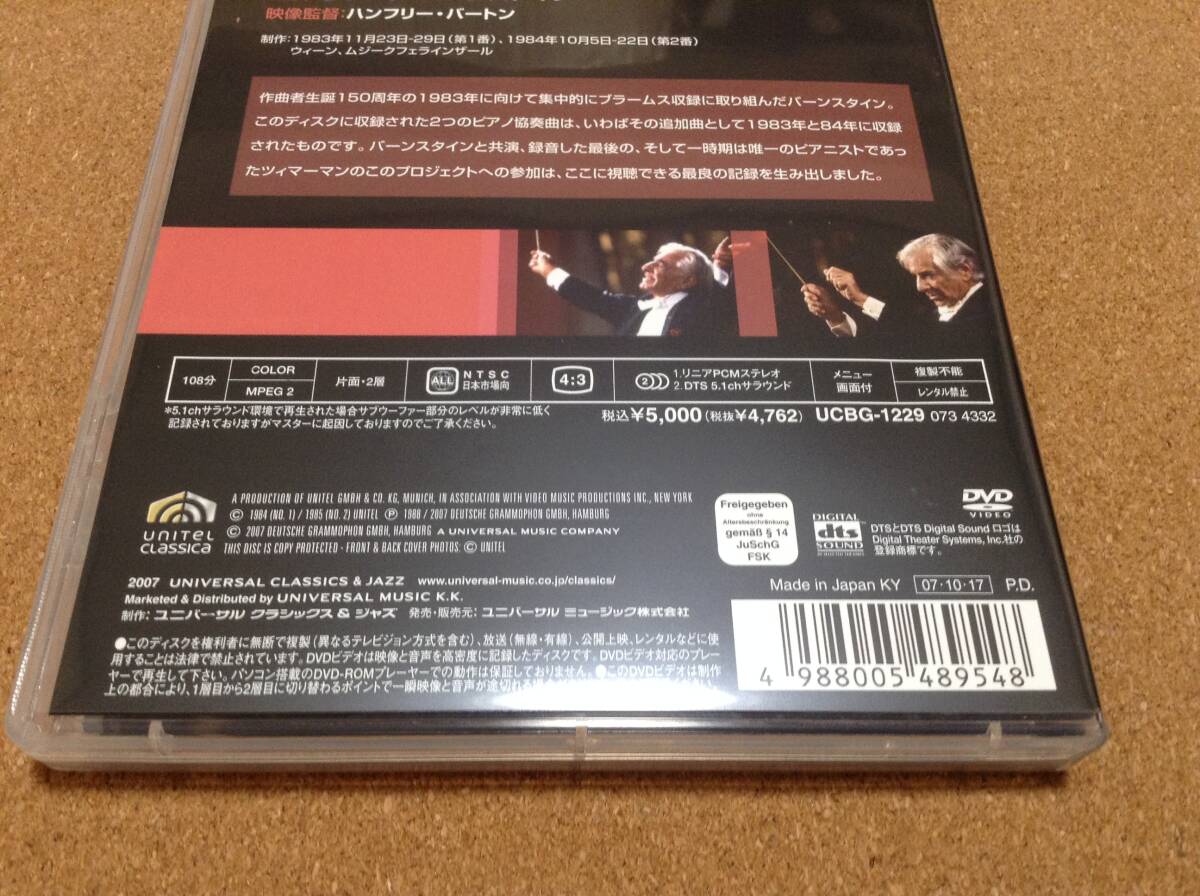 映像監督:ハンフリー・バートン
制作:1983年11月23日-29日(第1番)、1984年10月5日-22日(第2番)
ウィーン、ムジークフェラインザール
作曲者生誕150周年の1983年に向けて集中的にブラームス収録に取り組んだバーンスタイン。
このディスクに収録された2つのピアノ協奏曲は、いわばその追加曲として1983年と84年に収録
されたものです。バーンスタインと共演、録音した最後の、そして一時期は唯一のピアニストであっ
たツィマーマンのこのプロジェクトへの参加は、ここに視聴できる最良の記録を生み出しました。
108分
COLOR
MPEG 2
片面・2層
ALL
NTSC
日本市場向
4:3
2
1.リニアPCMステレオ
2.DTS 5.1chサラウンド
メニュー
画面付
複製不能
レンタル禁止
*5.1chサラウンド環境で再生された場合サブウーファー部分のレベルが非常に低く
記録されておりますがマスターに起因しておりますのでご了承ください。
税込¥5,000(税抜¥4,762) UCBG-1229 073 4332
UNITEL
CLASSICA
A PRODUCTION OF UNITEL GMBH & CO. KG, MUNICH, IN ASSOCIATION WITH VIDEO MUSIC PRODUCTIONS INC., NEW YORK
© 1984 (NO. 1) / 1985 (NO. 2) UNITEL ℗ 1988 / 2007 DEUTSCHE GRAMMOPHON GMBH, HAMBURG
© 2007 DEUTSCHE GRAMMOPHON GMBH, HAMBURG A UNIVERSAL MUSIC COMPANY
THIS DISC IS COPY PROTECTED · FRONT & BACK COVER PHOTOS: © UNITEL
Freigegeben
ohne
Altersbeschränkung
gemäß § 14
JuSchG
FSK
DIGITAL
dts
SOUND
DVD
VIDEO
DTSとDTS Digital Sound ロゴは
Digital Theater Systems, Inc.社の
登録商標です。
2007 UNIVERSAL CLASSICS & JAZZ www.universal-music.co.jp/classics/
Marketed & Distributed by UNIVERSAL MUSIC K.K.
制作: ユニバーサル クラシックス & ジャズ 発売・販売元: ユニバーサル ミュージック株式会社
Made in Japan KY 07・10・17 P.D.
●このディスクを権利者に無断で複製(異なるテレビジョン方式を含む)、放送(無線・有線)、公開上映、レンタルなどに使
用することは法律で禁止されています。DVDビデオは映像と音声を高密度に記録したディスクです。DVDビデオ対応のプレー
ヤーで再生して下さい。パソコン搭載のDVD-ROMプレーヤーでの動作は保証しておりません。●このDVDビデオは制作
上の都合により、1層目から2層目に切り替わるポイントで一瞬映像と音声が途切れる場合が
4 988005 489548